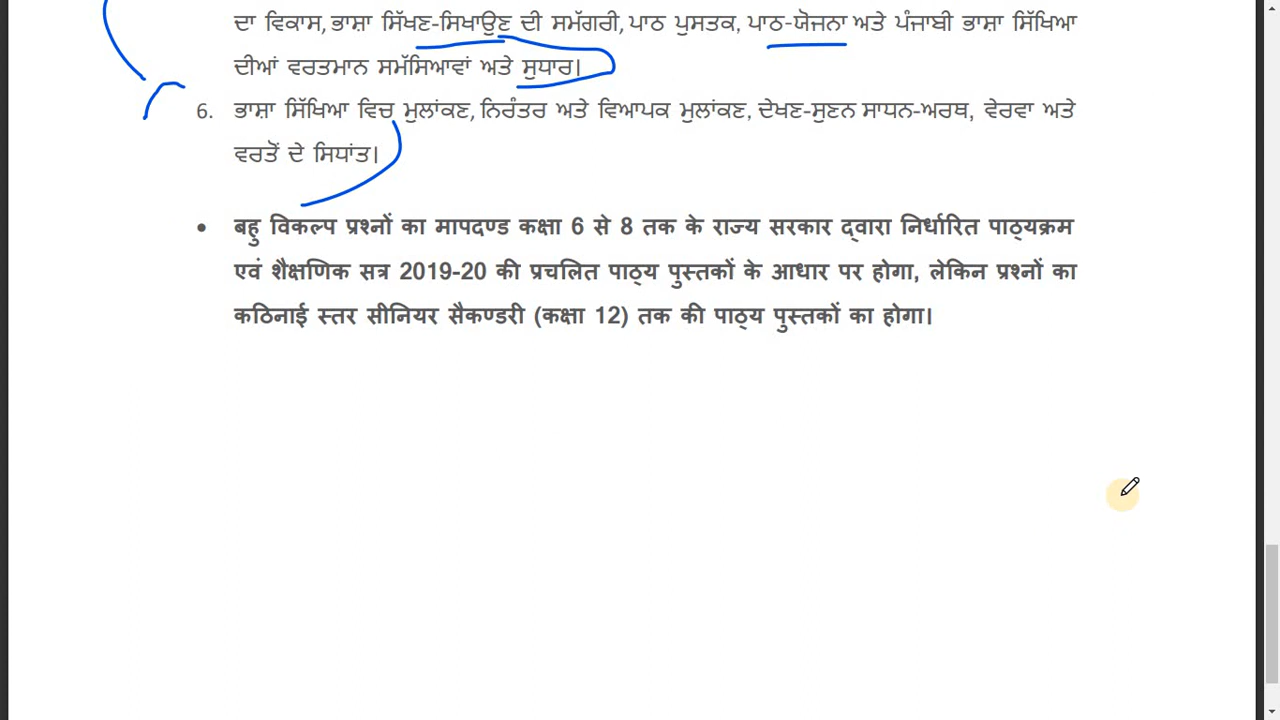 ਦਾ ਵਿਕਾਸ, ਭਾਸ਼ਾ ਸਿੱਖਣ-ਸਿਖਾਉਣ ਦੀ ਸਮੱਗਰੀ, ਪਾਠ ਪੁਸਤਕ, ਪਾਠ-ਯੋਜਨਾ ਅਤੇ ਪੰਜਾਬੀ ਭਾਸ਼ਾ ਸਿੱਖਿਆ
ਦੀਆਂ ਵਰਤਮਾਨ ਸਮੱਸਿਆਵਾਂ ਅਤੇ ਸੁਧਾਰ।
6. ਭਾਸ਼ਾ ਸਿੱਖਿਆ ਵਿਚ ਮੁਲਾਂਕਣ, ਨਿਰੰਤਰ ਅਤੇ ਵਿਆਪਕ ਮੁਲਾਂਕਣ, ਦੇਖਣ-ਸੁਣਨ ਸਾਧਨ-ਅਰਥ, ਵੇਰਵਾ ਅਤੇ
ਵਰਤੋਂ ਦੇ ਸਿਧਾਂਤ।
• बहु विकल्प प्रश्नों का मापदण्ड कक्षा 6 से 8 तक के राज्य सरकार द्वारा निर्धारित पाठ्यक्रम
एवं शैक्षणिक सत्र 2019-20 की प्रचलित पाठ्य पुस्तकों के आधार पर होगा, लेकिन प्रश्नों का
कठिनाई स्तर सीनियर सैकण्डरी (कक्षा 12) तक की पाठ्य पुस्तकों का होगा।